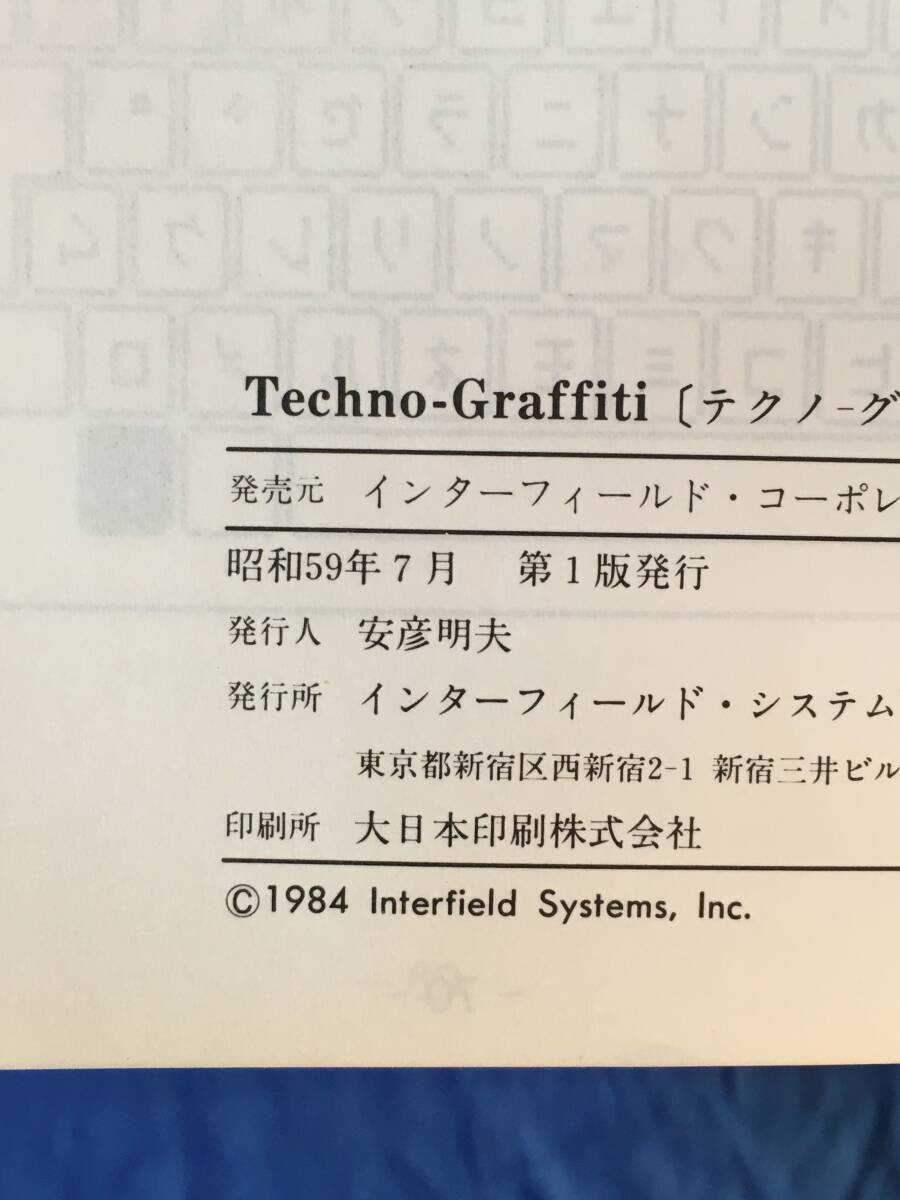 Techno-Graffiti〔テクノ-グ
発売元 インターフィールド・コーポレ
昭和59年7月 第1版発行
発行人 安彦明夫
発行所 インターフィールド・システム
東京都新宿区西新宿2-1 新宿三井ビル
印刷所 大日本印刷株式会社
©1984 Interfield Systems, Inc.